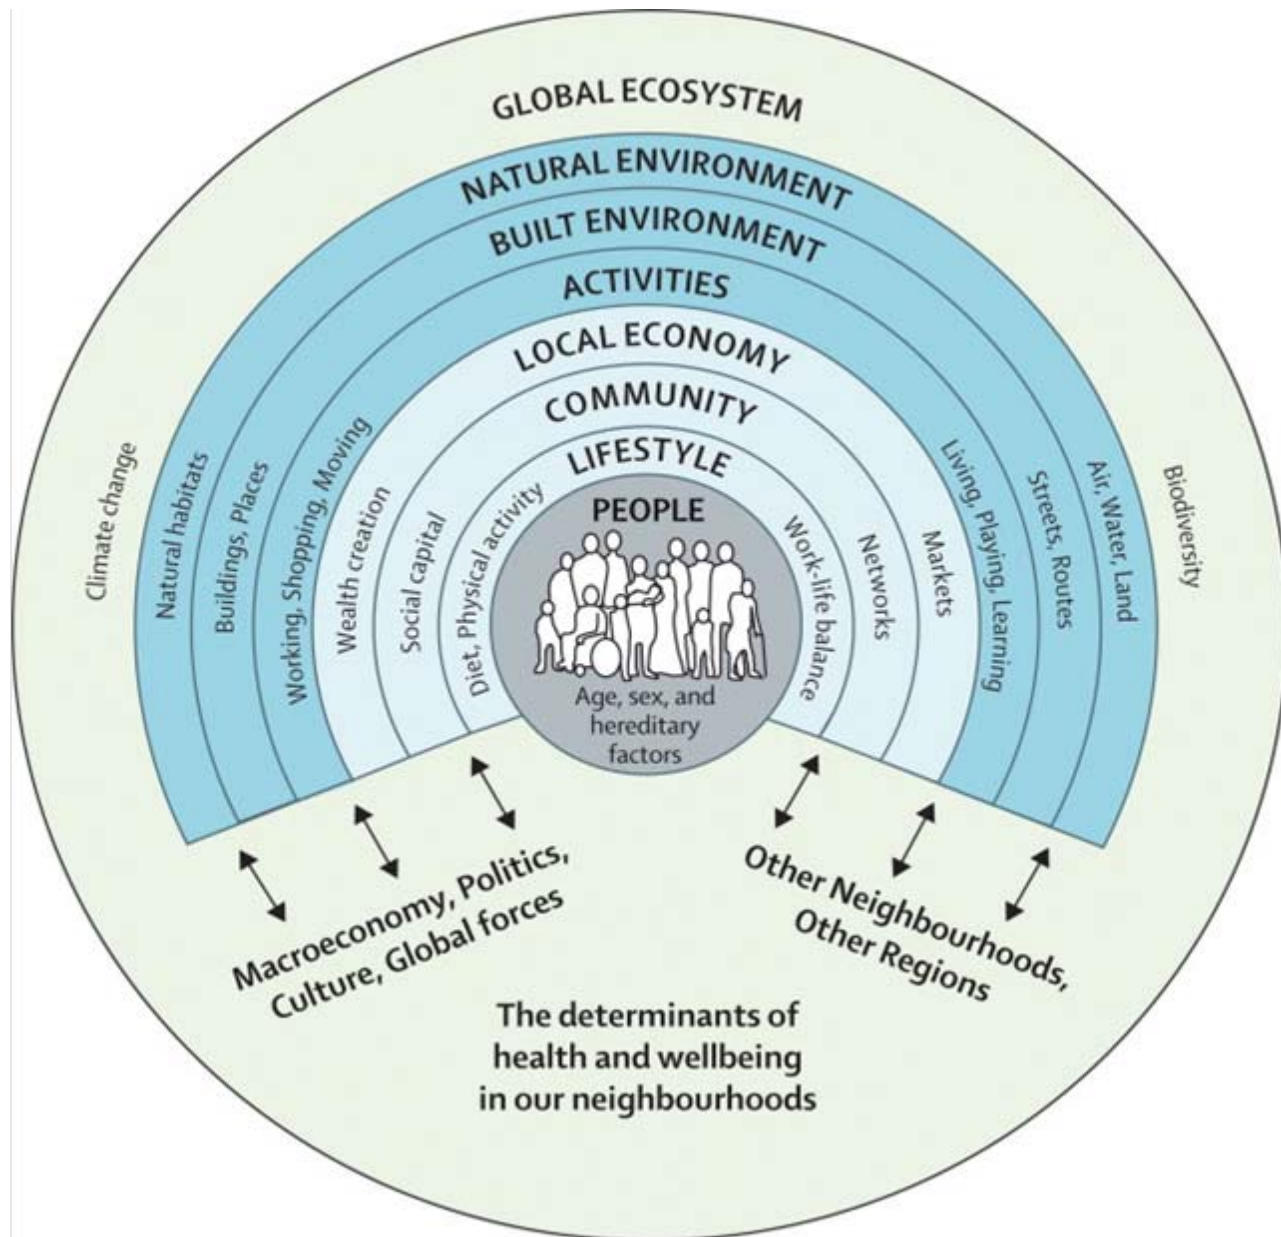 GLOBAL ECOSYSTEM
NATURAL ENVIRONMENT
BUILT ENVIRONMENT
ACTIVITIES
LOCAL ECONOMY
COMMUNITY
LIFESTYLE
PEOPLE
Climate change
Natural habitats
Buildings, Places
Working, Shopping, Moving
Wealth creation
Social capital
Diet, Physical activity
Work-life balance
Networks
Markets
Living, Playing, Learning
Streets, Routes
Air, Water, Land
Biodiversity
Age, sex, and
hereditary
factors
Macroeconomy, Politics,
Culture, Global forces
Other Neighbourhoods,
Other Regions
The determinants of
health and wellbeing
in our neighbourhoods